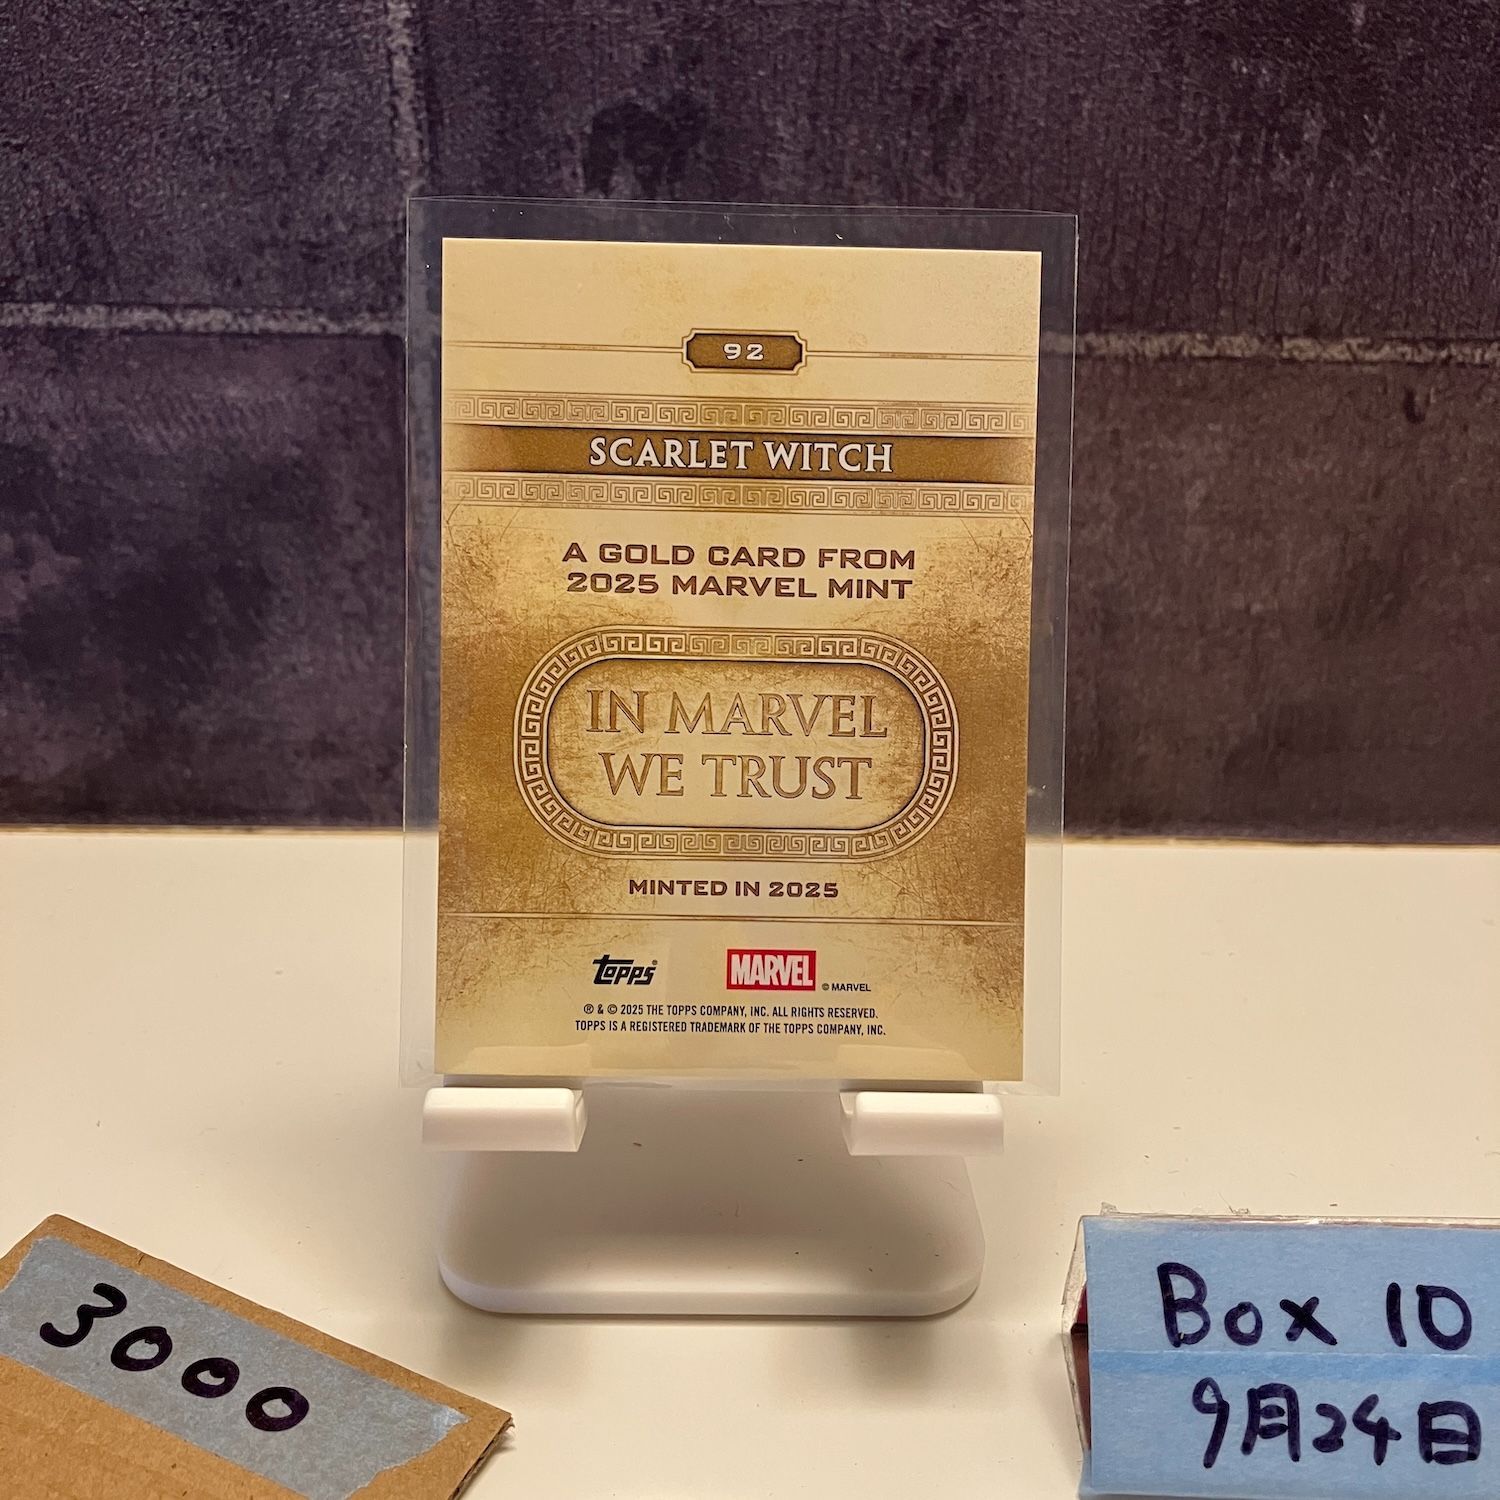 92
SCARLET WITCH
A GOLD CARD FROM
2025 MARVEL MINT
IN MARVEL
WE TRUST
MINTED IN 2025
topps®
MARVEL
© MARVEL
® & © 2025 THE TOPPS COMPANY, INC. ALL RIGHTS RESERVED.
TOPPS IS A REGISTERED TRADEMARK OF THE TOPPS COMPANY, INC.
3000
Box 10
9月24日